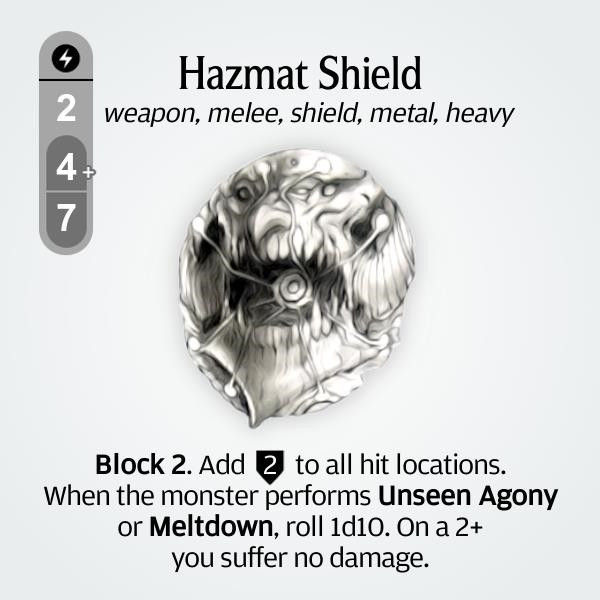 Hazmat Shield
weapon, melee, shield, metal, heavy
2
4+
7
Block 2. Add 2 to all hit locations.
When the monster performs Unseen Agony
or Meltdown, roll 1d10. On a 2+
you suffer no damage.